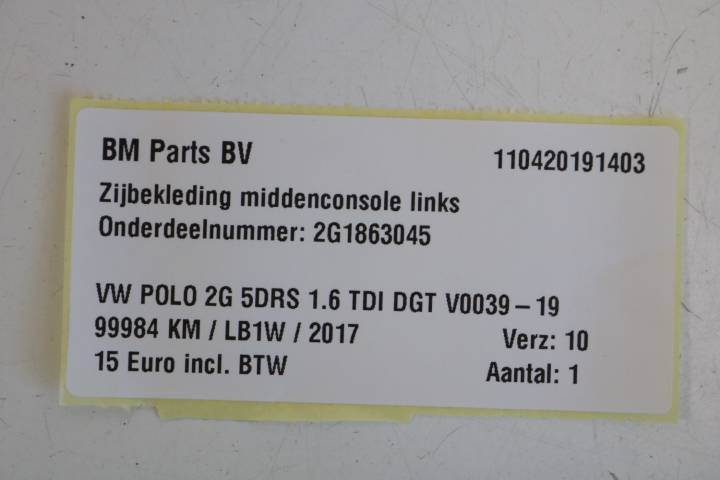 BM Parts BV 110420191403
Zijbekleding middenconsole links
Onderdeelnummer: 2G1863045
VW POLO 2G 5DRS 1.6 TDI DGT V0039 – 19
99984 KM / LB1W / 2017 Verz: 10
15 Euro incl. BTW Aantal: 1